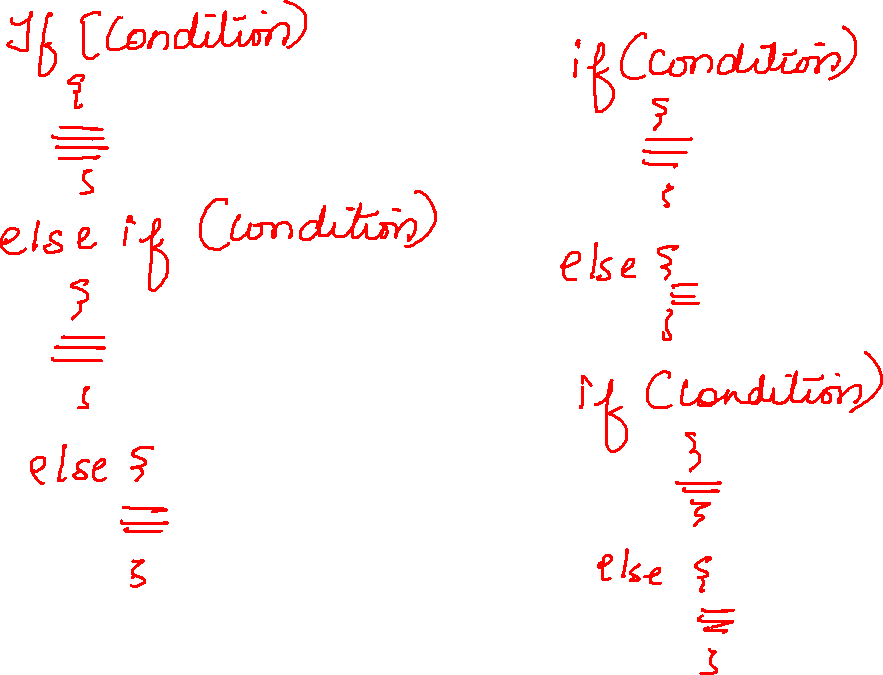 If (Condition)
{
}
else if (Condition)
{
}
else {
}
if (Condition)
{
}
else {
}
if (Condition)
{
}
else {
}